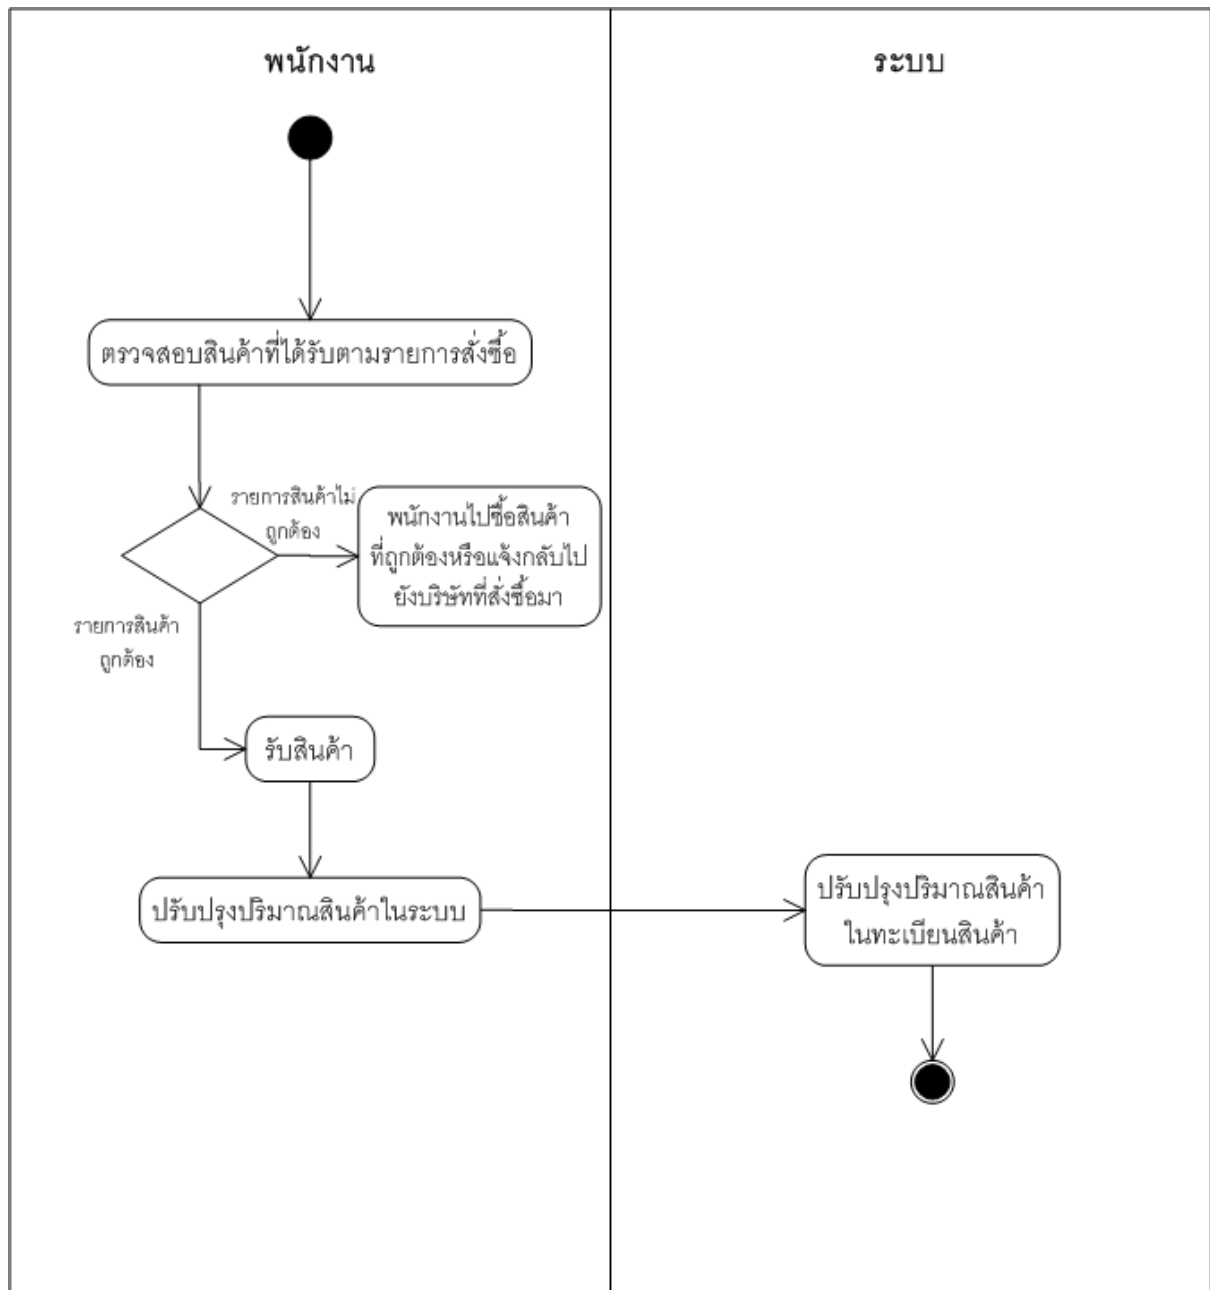 พนักงาน
ระบบ
ตรวจสอบสินค้าที่ได้รับตามรายการสั่งซื้อ
รายการสินค้าไม่
ถูกต้อง
พนักงานไปซื้อสินค้า
ที่ถูกต้องหรือแจ้งกลับไป
ยังบริษัทที่สั่งซื้อมา
รายการสินค้า
ถูกต้อง
รับสินค้า
ปรับปรุงปริมาณสินค้าในระบบ
ปรับปรุงปริมาณสินค้า
ในทะเบียนสินค้า